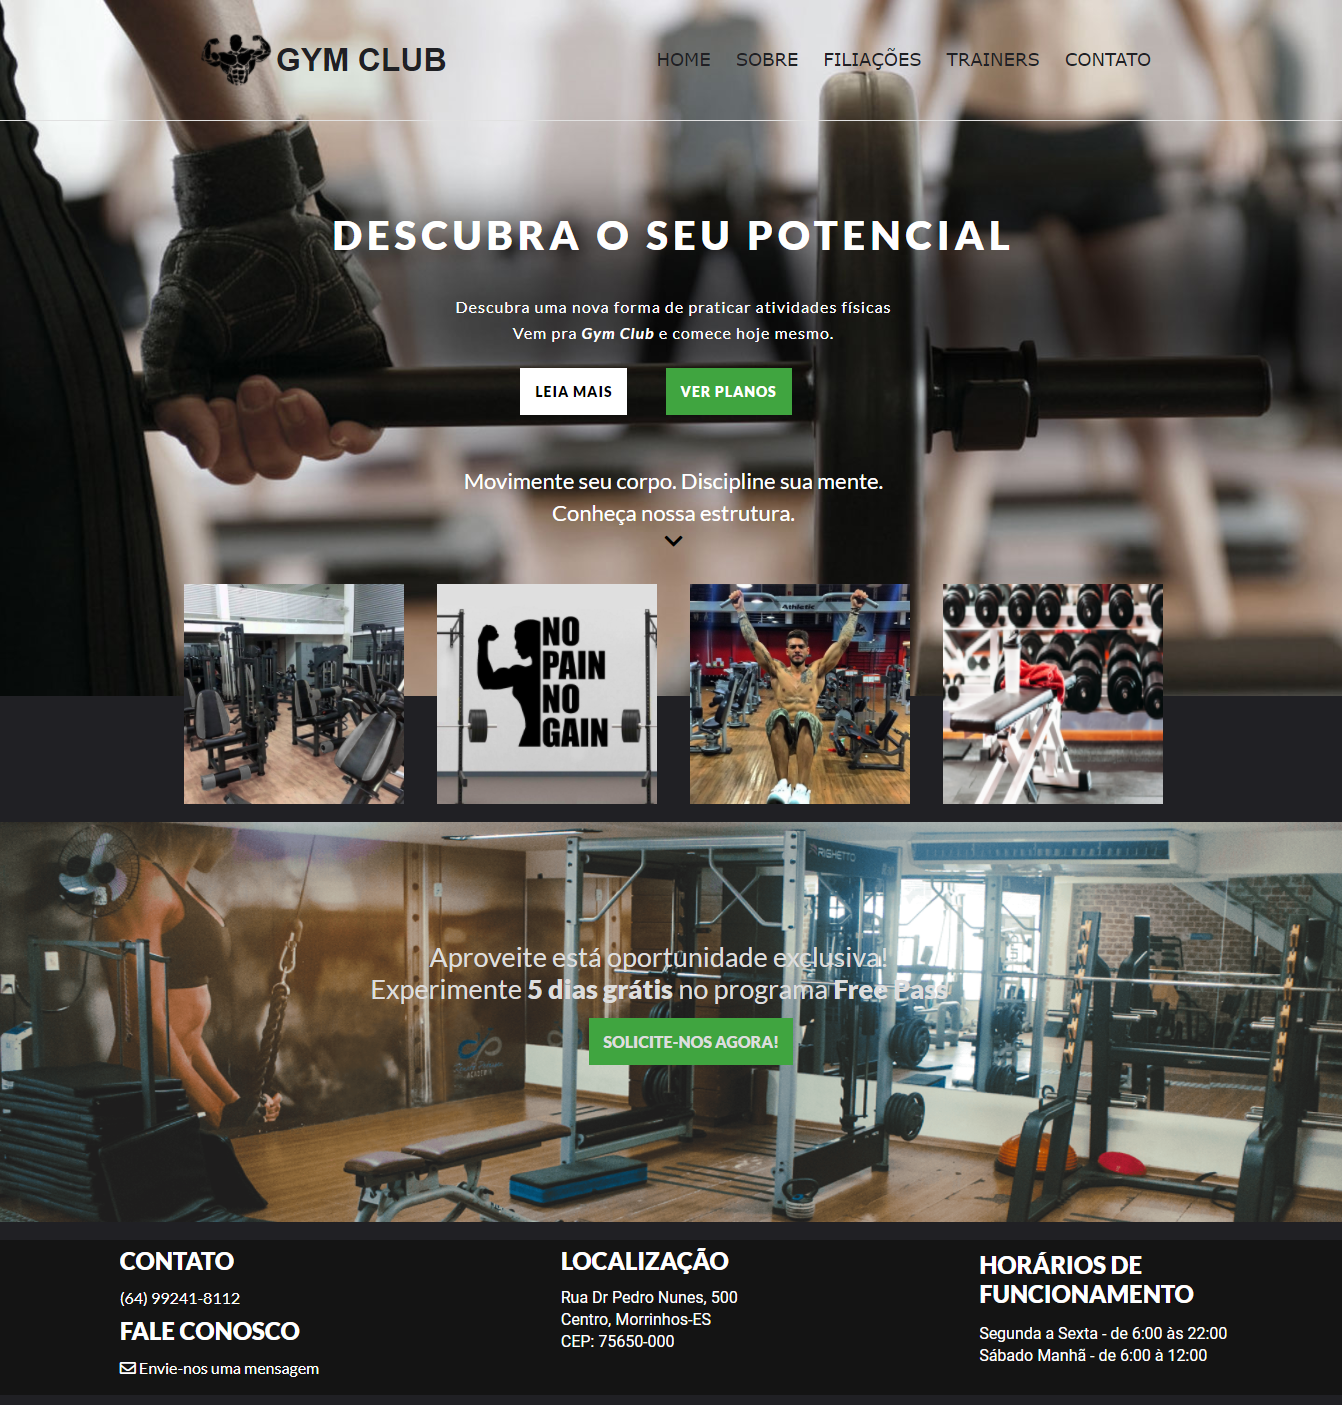 GYM CLUB
HOME SOBRE FILIAÇÕES TRAINERS CONTATO
DESCUBRA O SEU POTENCIAL
Descubra uma nova forma de praticar atividades físicas
Vem pra Gym Club e comece hoje mesmo.
LEIA MAIS VER PLANOS
Movimente seu corpo. Discipline sua mente.
Conheça nossa estrutura.
NO
PAIN
NO
GAIN
Athletic
RIGHETTO
Aproveite está oportunidade exclusiva!
Experimente 5 dias grátis no programa Free Pass
SOLICITE-NOS AGORA!
CONTATO
(64) 99241-8112
FALE CONOSCO
Envie-nos uma mensagem
LOCALIZAÇÃO
Rua Dr Pedro Nunes, 500
Centro, Morrinhos-ES
CEP: 75650-000
HORÁRIOS DE
FUNCIONAMENTO
Segunda a Sexta - de 6:00 às 22:00
Sábado Manhã - de 6:00 à 12:00